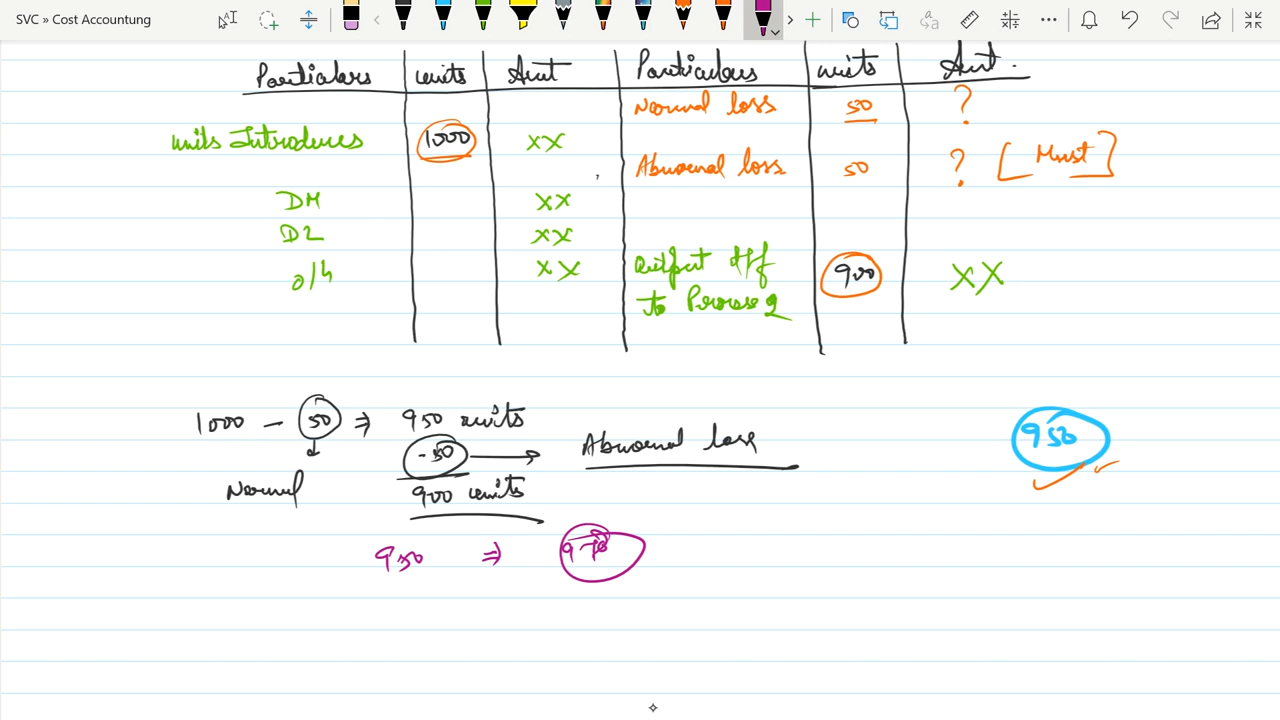 SVC » Cost Accountung
Particulars units Amt Particulars units Amt.
Normal loss 50 ?
Units Introduces 1000 XX
Abnormal loss 50 ? [Must]
DM XX
DL XX
O/h XX Output t/f 900 XX
to Process 2
1000 - 50 ⇒ 950 units
-50 → Abnormal loss 950
Normal 900 units
950 ⇒ 970